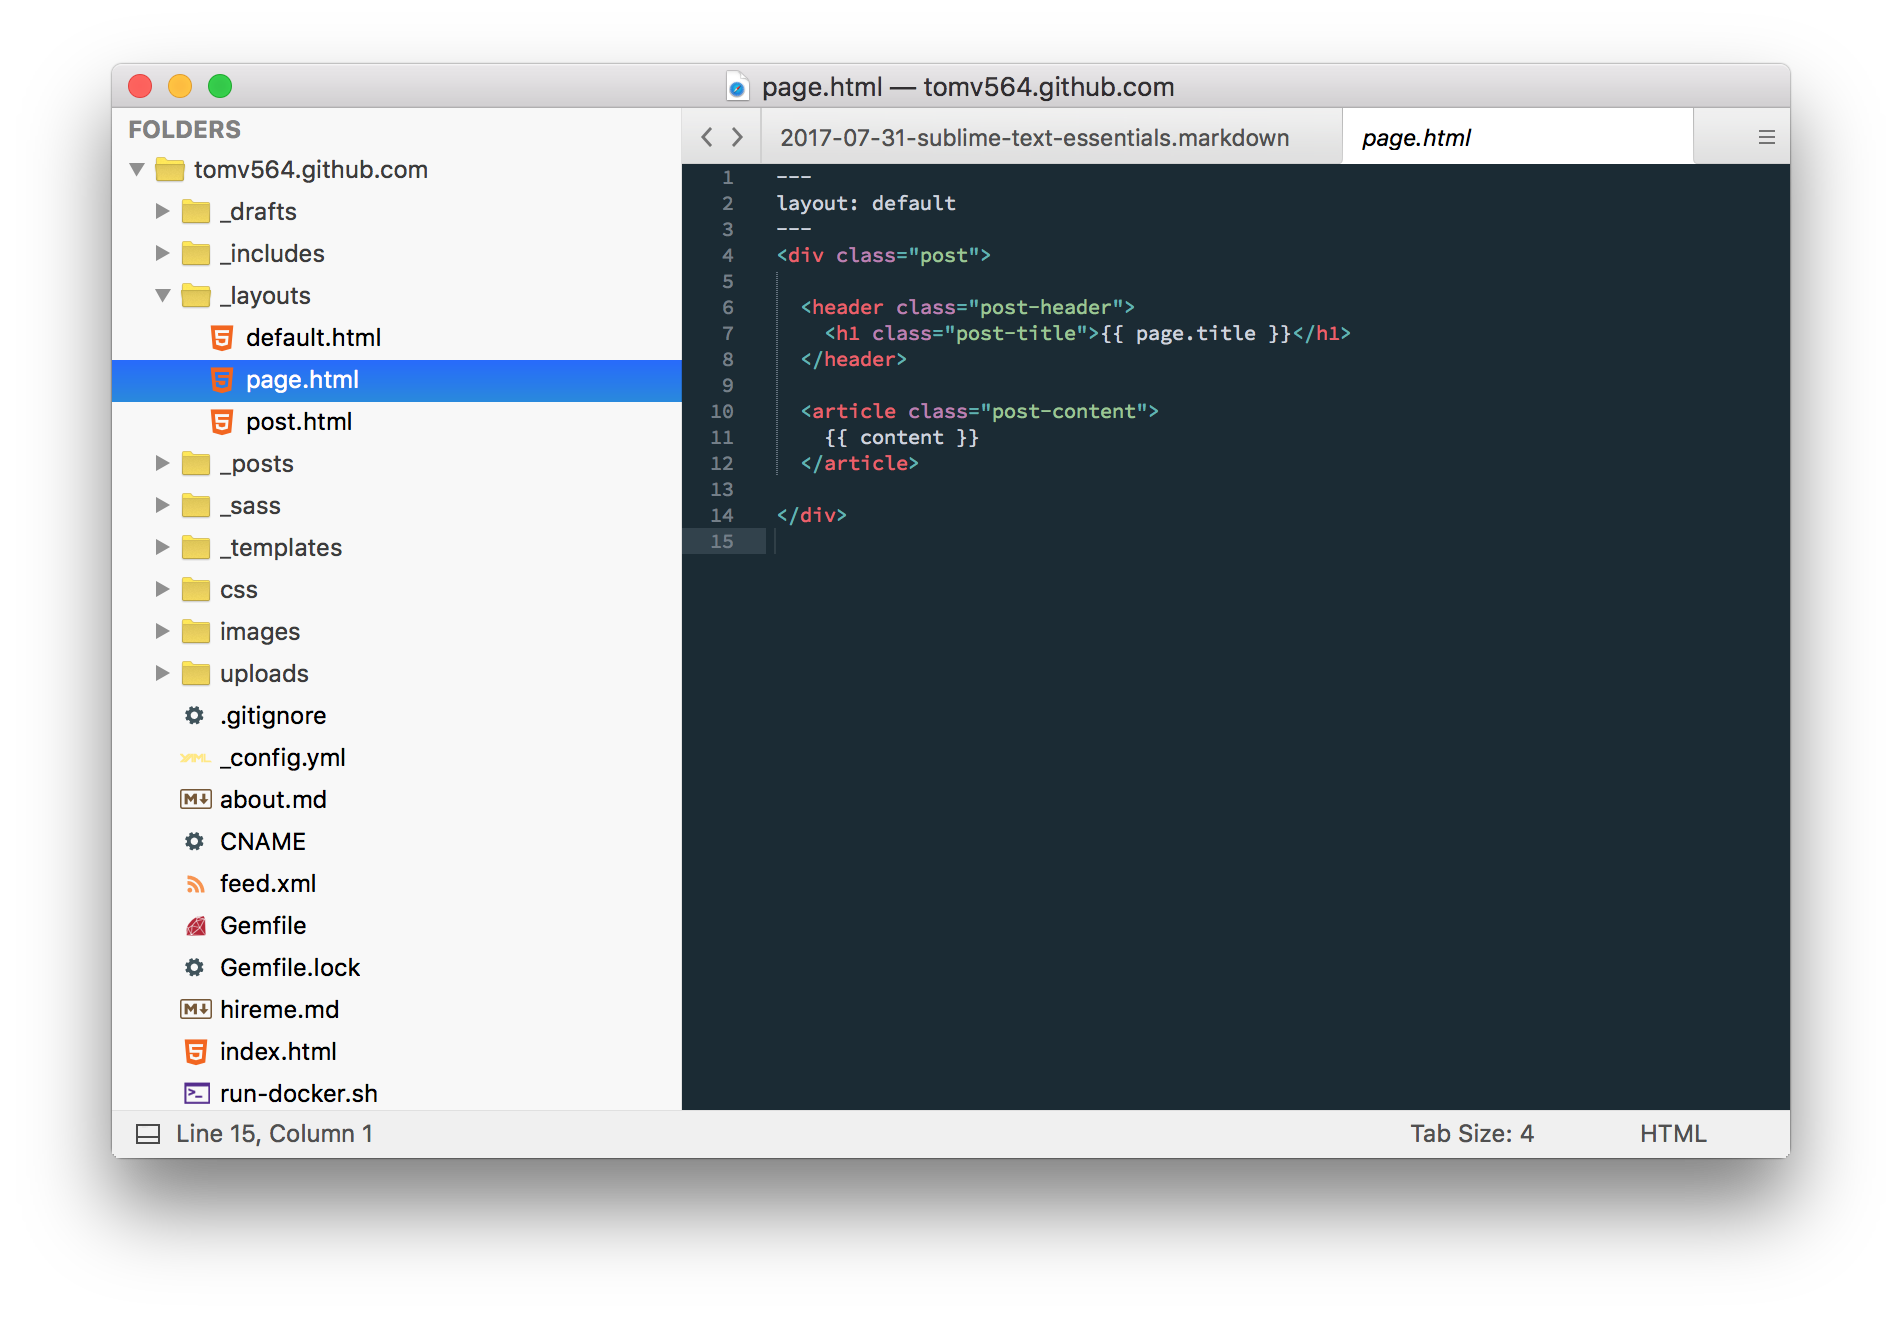 page.html — tomv564.github.com
FOLDERS
tomv564.github.com
_drafts
_includes
_layouts
default.html
page.html
post.html
_posts
_sass
_templates
css
images
uploads
.gitignore
YAML _config.yml
M about.md
CNAME
feed.xml
Gemfile
Gemfile.lock
M hireme.md
5 index.html
>_ run-docker.sh
2017-07-31-sublime-text-essentials.markdown
page.html
1 ---
2 layout: default
3 ---
4 <div class="post">
5
6 <header class="post-header">
7 <h1 class="post-title">{{ page.title }}</h1>
8 </header>
9
10 <article class="post-content">
11 {{ content }}
12 </article>
13
14 </div>
15
Line 15, Column 1
Tab Size: 4
HTML